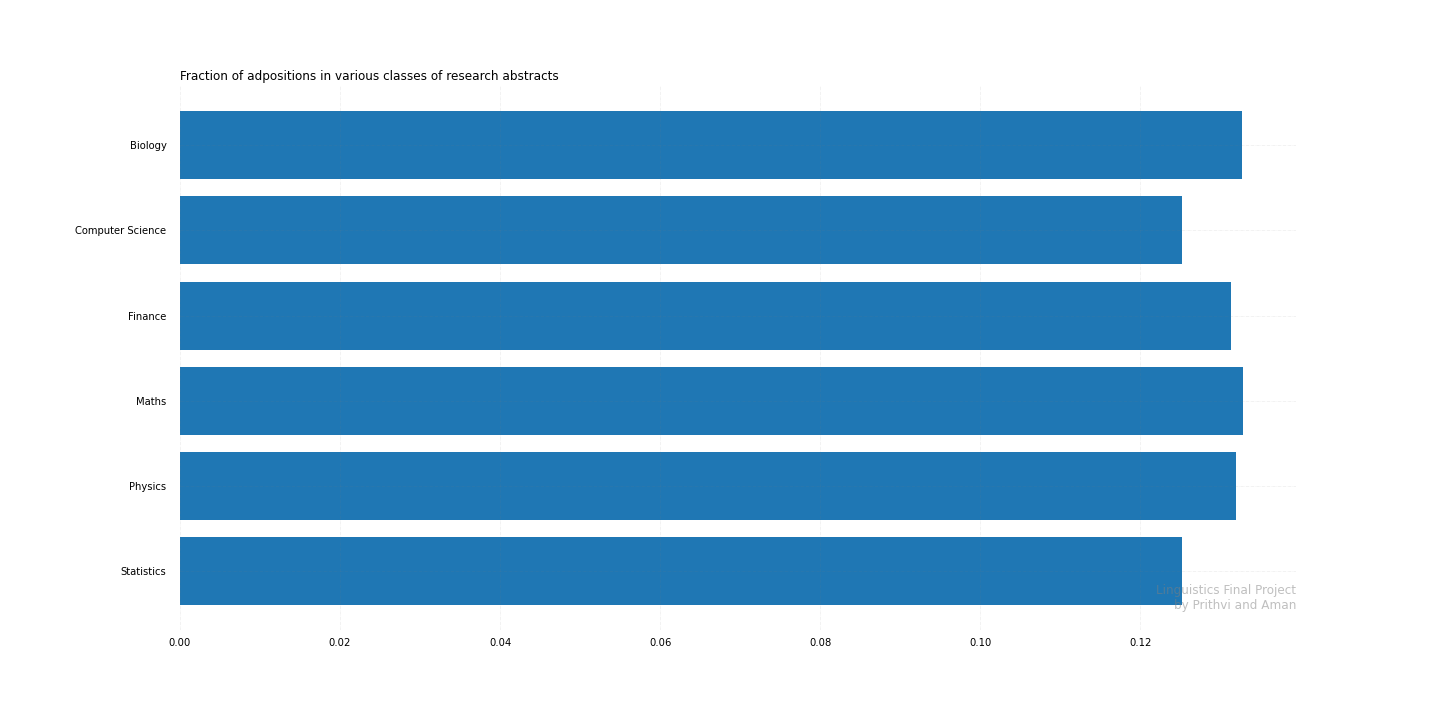 Fraction of adpositions in various classes of research abstracts
Biology
Computer Science
Finance
Maths
Physics
Statistics
Linguistics Final Project
by Prithvi and Aman
0.00 0.02 0.04 0.06 0.08 0.10 0.12